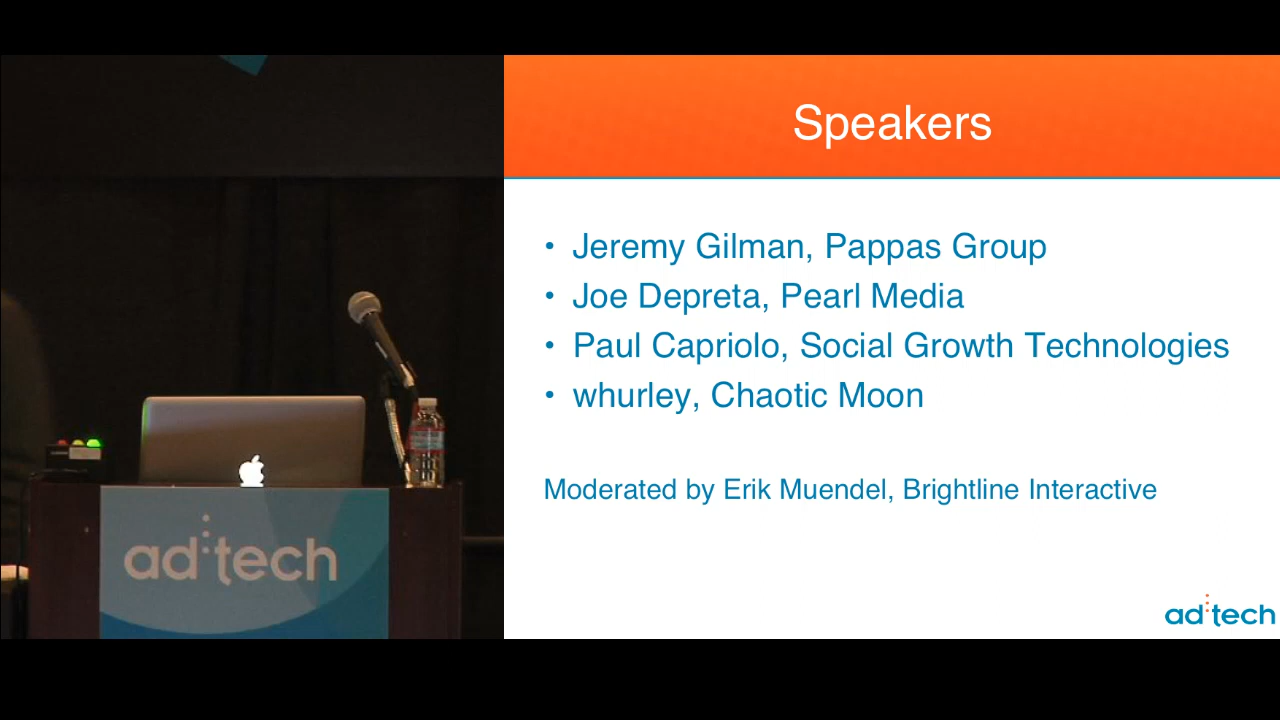 Speakers
• Jeremy Gilman, Pappas Group
• Joe Depreta, Pearl Media
• Paul Capriolo, Social Growth Technologies
• whurley, Chaotic Moon
Moderated by Erik Muendel, Brightline Interactive
ad:tech
ad:tech